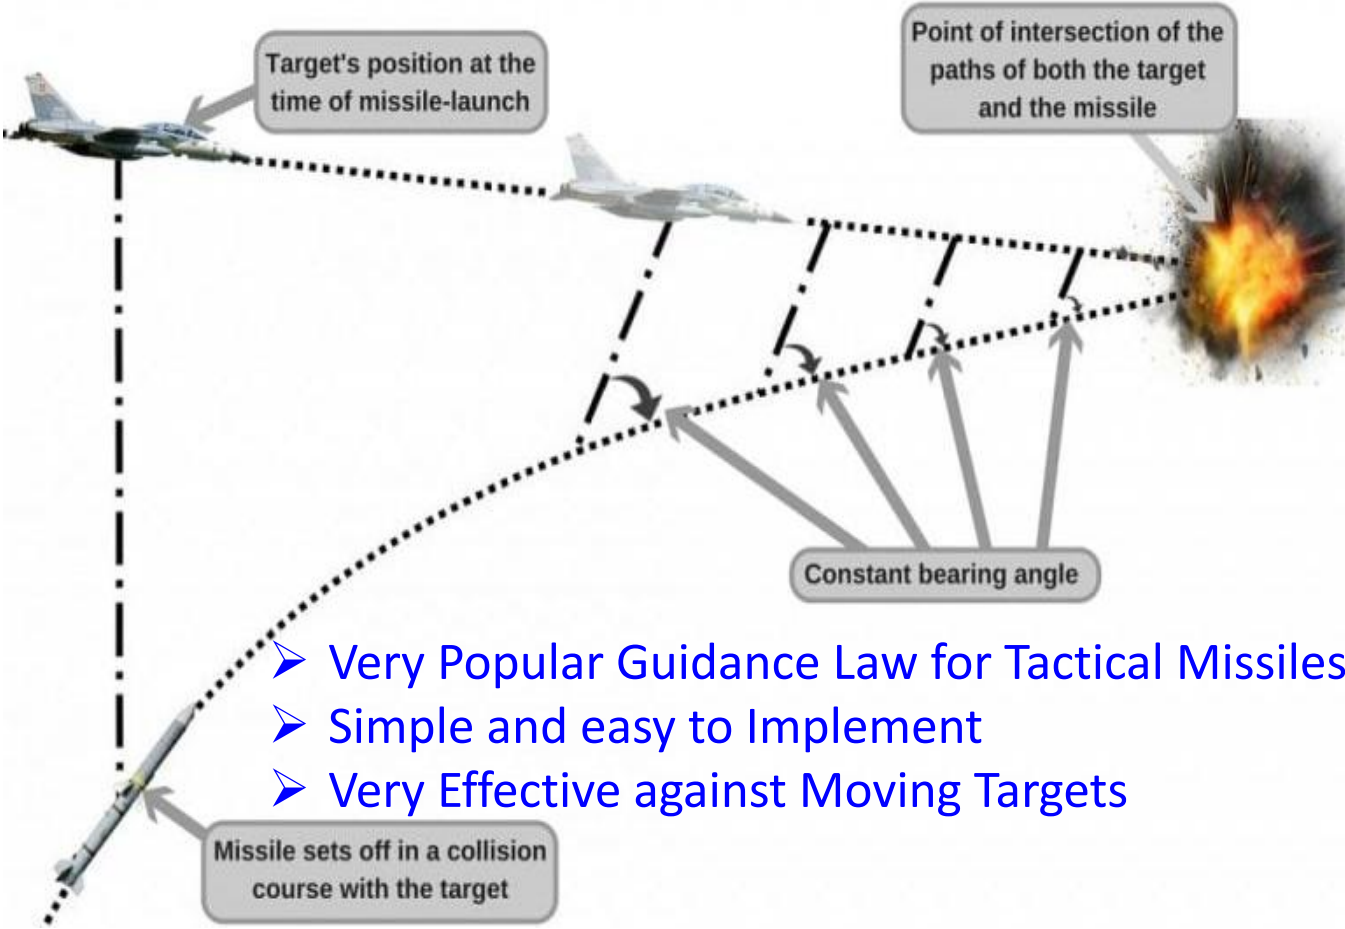 Target's position at the
time of missile-launch
Point of intersection of the
paths of both the target
and the missile
Constant bearing angle
➢ Very Popular Guidance Law for Tactical Missiles
➢ Simple and easy to Implement
➢ Very Effective against Moving Targets
Missile sets off in a collision
course with the target